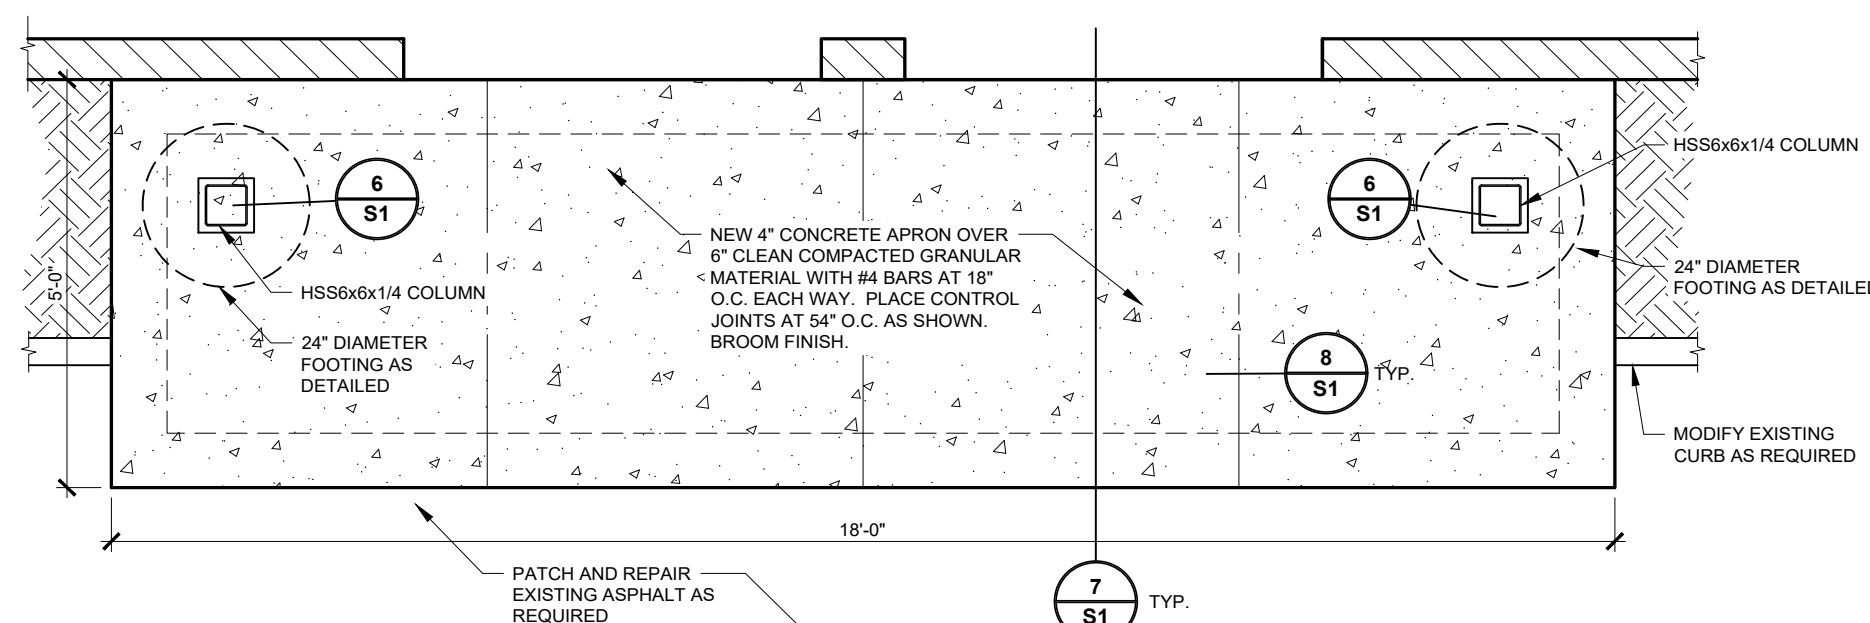 HSS6x6x1/4 COLUMN
6
S1
6
S1
NEW 4" CONCRETE APRON OVER
6" CLEAN COMPACTED GRANULAR
MATERIAL WITH #4 BARS AT 18"
O.C. EACH WAY. PLACE CONTROL
JOINTS AT 54" O.C. AS SHOWN.
BROOM FINISH.
5'-0"
HSS6x6x1/4 COLUMN
24" DIAMETER
FOOTING AS DETAILED
24" DIAMETER
FOOTING AS
DETAILED
8
S1
TYP.
MODIFY EXISTING
CURB AS REQUIRED
18'-0"
PATCH AND REPAIR
EXISTING ASPHALT AS
REQUIRED
7
S1
TYP.